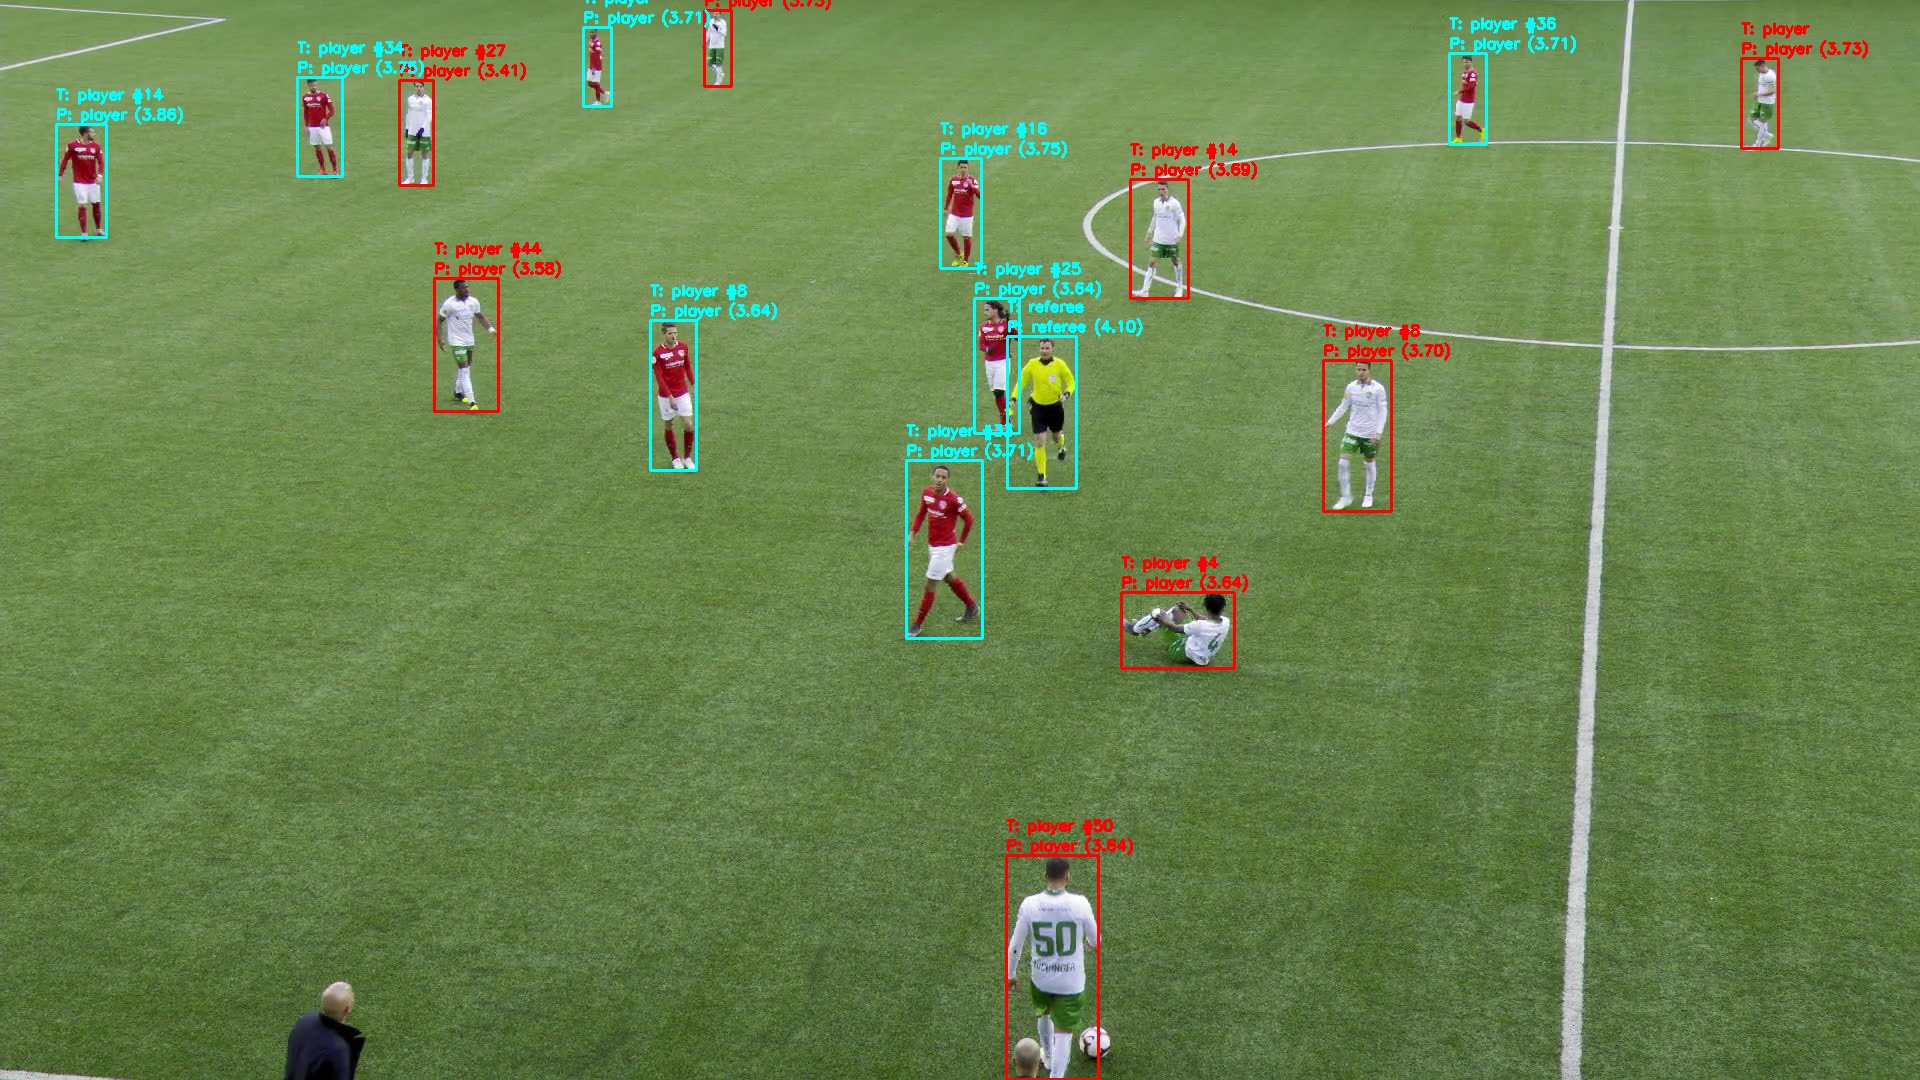 T: player
P: player (3.71)
player (3.73)
T: player #36
P: player (3.71)
T: player
P: player (3.73)
T: player #34
P: player (3.75)
T: player #27
P: player (3.41)
T: player #14
P: player (3.86)
T: player #16
P: player (3.75)
T: player #14
P: player (3.69)
T: player #44
P: player (3.58)
T: player #8
P: player (3.64)
T: player #25
P: player (3.64)
T: referee
P: referee (4.10)
T: player #8
P: player (3.70)
T: player
P: player (3.71)
T: player #4
P: player (3.64)
4
T: player #50
P: player (3.64)
50